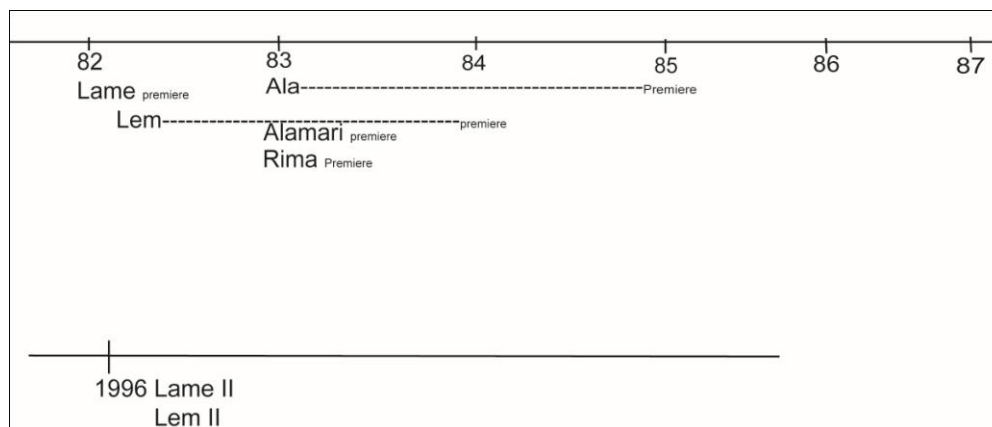 82 83 84 85 86 87
Lame premiere Ala Premiere
Lem premiere
Alamari premiere
Rima Premiere
1996 Lame II
Lem II